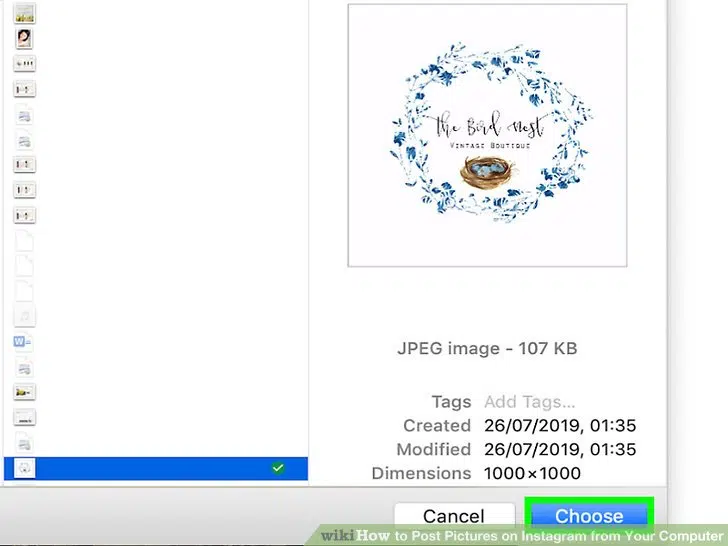 the Bird nest
VINTAGE BOUTIQUE
JPEG image - 107 KB
Tags Add Tags...
Created 26/07/2019, 01:35
Modified 26/07/2019, 01:35
Dimensions 1000×1000
Cancel Choose
wikiHow to Post Pictures on Instagram from Your Computer